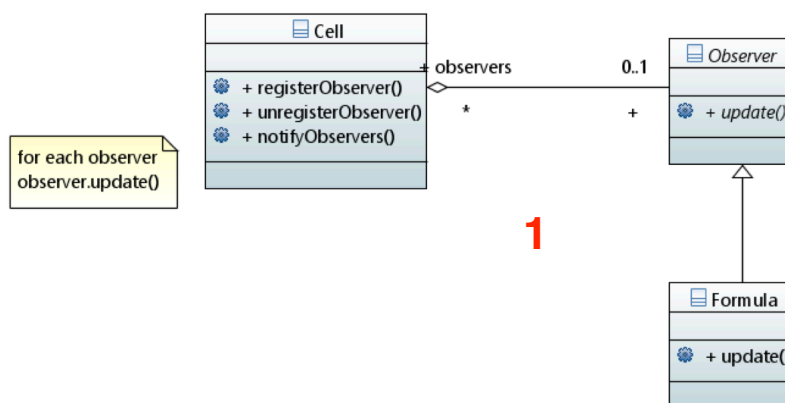 Cell
+ registerObserver()
+ unregisterObserver()
+ notifyObservers()
+ observers
0..1
*
+
Observer
+ update()
for each observer
observer.update()
1
Formula
+ update(